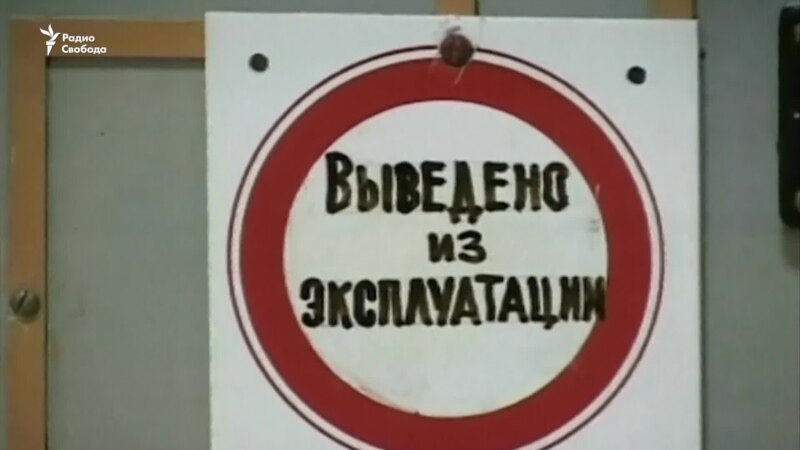 Радио
Свобода
Выведено
из
эксплуатации